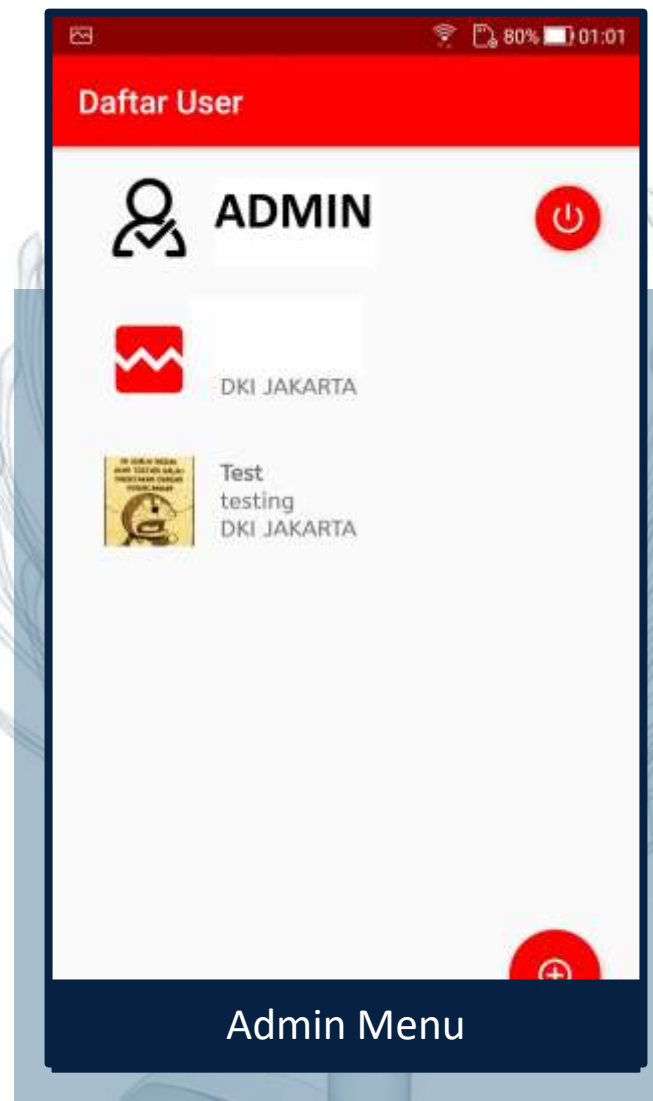 80% 01:01
Daftar User
ADMIN
DKI JAKARTA
Test
testing
DKI JAKARTA
Admin Menu